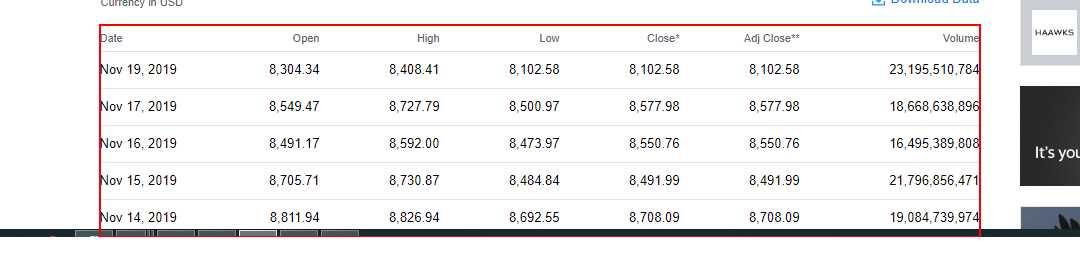 Currency in USD
Download Data
Date Open High Low Close* Adj Close** Volume
Nov 19, 2019 8,304.34 8,408.41 8,102.58 8,102.58 8,102.58 23,195,510,784
Nov 17, 2019 8,549.47 8,727.79 8,500.97 8,577.98 8,577.98 18,668,638,896
Nov 16, 2019 8,491.17 8,592.00 8,473.97 8,550.76 8,550.76 16,495,389,808
Nov 15, 2019 8,705.71 8,730.87 8,484.84 8,491.99 8,491.99 21,796,856,471
Nov 14, 2019 8,811.94 8,826.94 8,692.55 8,708.09 8,708.09 19,084,739,974
HAAWKS
It's you